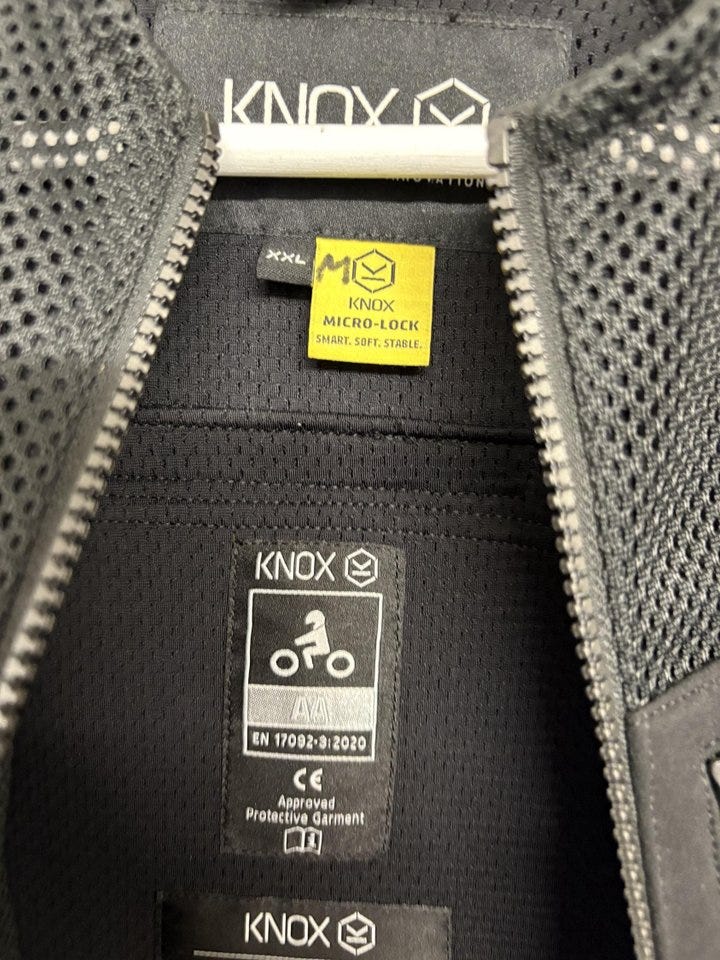 KNOX
XXL
M
KNOX
MICRO-LOCK
SMART. SOFT. STABLE.
KNOX
AA
EN 17092-3:2020
CE
Approved
Protective Garment
KNOX